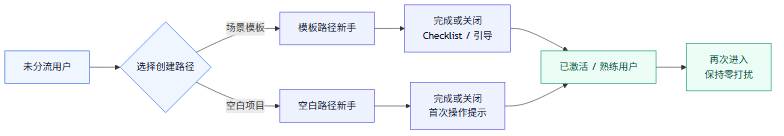 未分流用户
选择创建路径
场景模板
模板路径新手
完成或关闭
Checklist / 引导
空白项目
空白路径新手
完成或关闭
首次操作提示
已激活 / 熟练用户
再次进入
保持零打扰